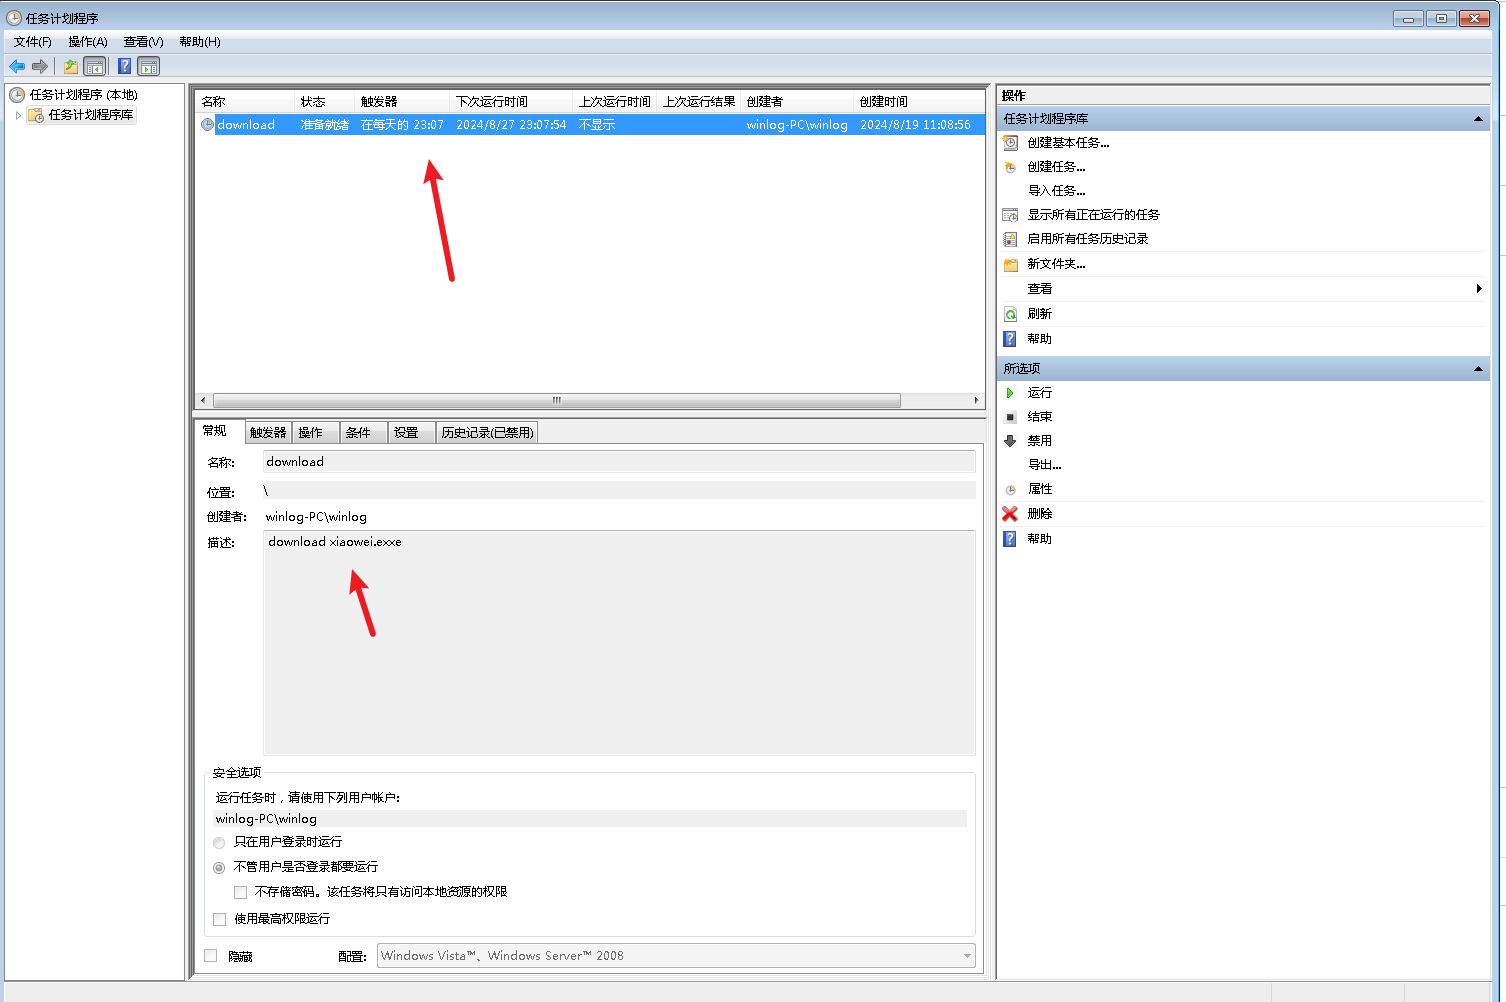 任务计划程序
文件(F) 操作(A) 查看(V) 帮助(H)
任务计划程序 (本地)
任务计划程序库
名称 状态 触发器 下次运行时间 上次运行时间 上次运行结果 创建者 创建时间
download 准备就绪 在每天的 23:07 2024/8/27 23:07:54 不显示 winlog-PC\winlog 2024/8/19 11:08:56
常规 触发器 操作 条件 设置 历史记录(已禁用)
名称: download
位置: \
创建者: winlog-PC\winlog
描述: download xiaowei.exxe
安全选项
运行任务时，请使用下列用户帐户:
winlog-PC\winlog
只在用户登录时运行
不管用户是否登录都要运行
不存储密码。该任务将只有访问本地资源的权限
使用最高权限运行
隐藏 配置: Windows Vista™、Windows Server™ 2008
操作
任务计划程序库
创建基本任务...
创建任务...
导入任务...
显示所有正在运行的任务
启用所有任务历史记录
新文件夹...
查看
刷新
帮助
所选项
运行
结束
禁用
导出...
属性
删除
帮助